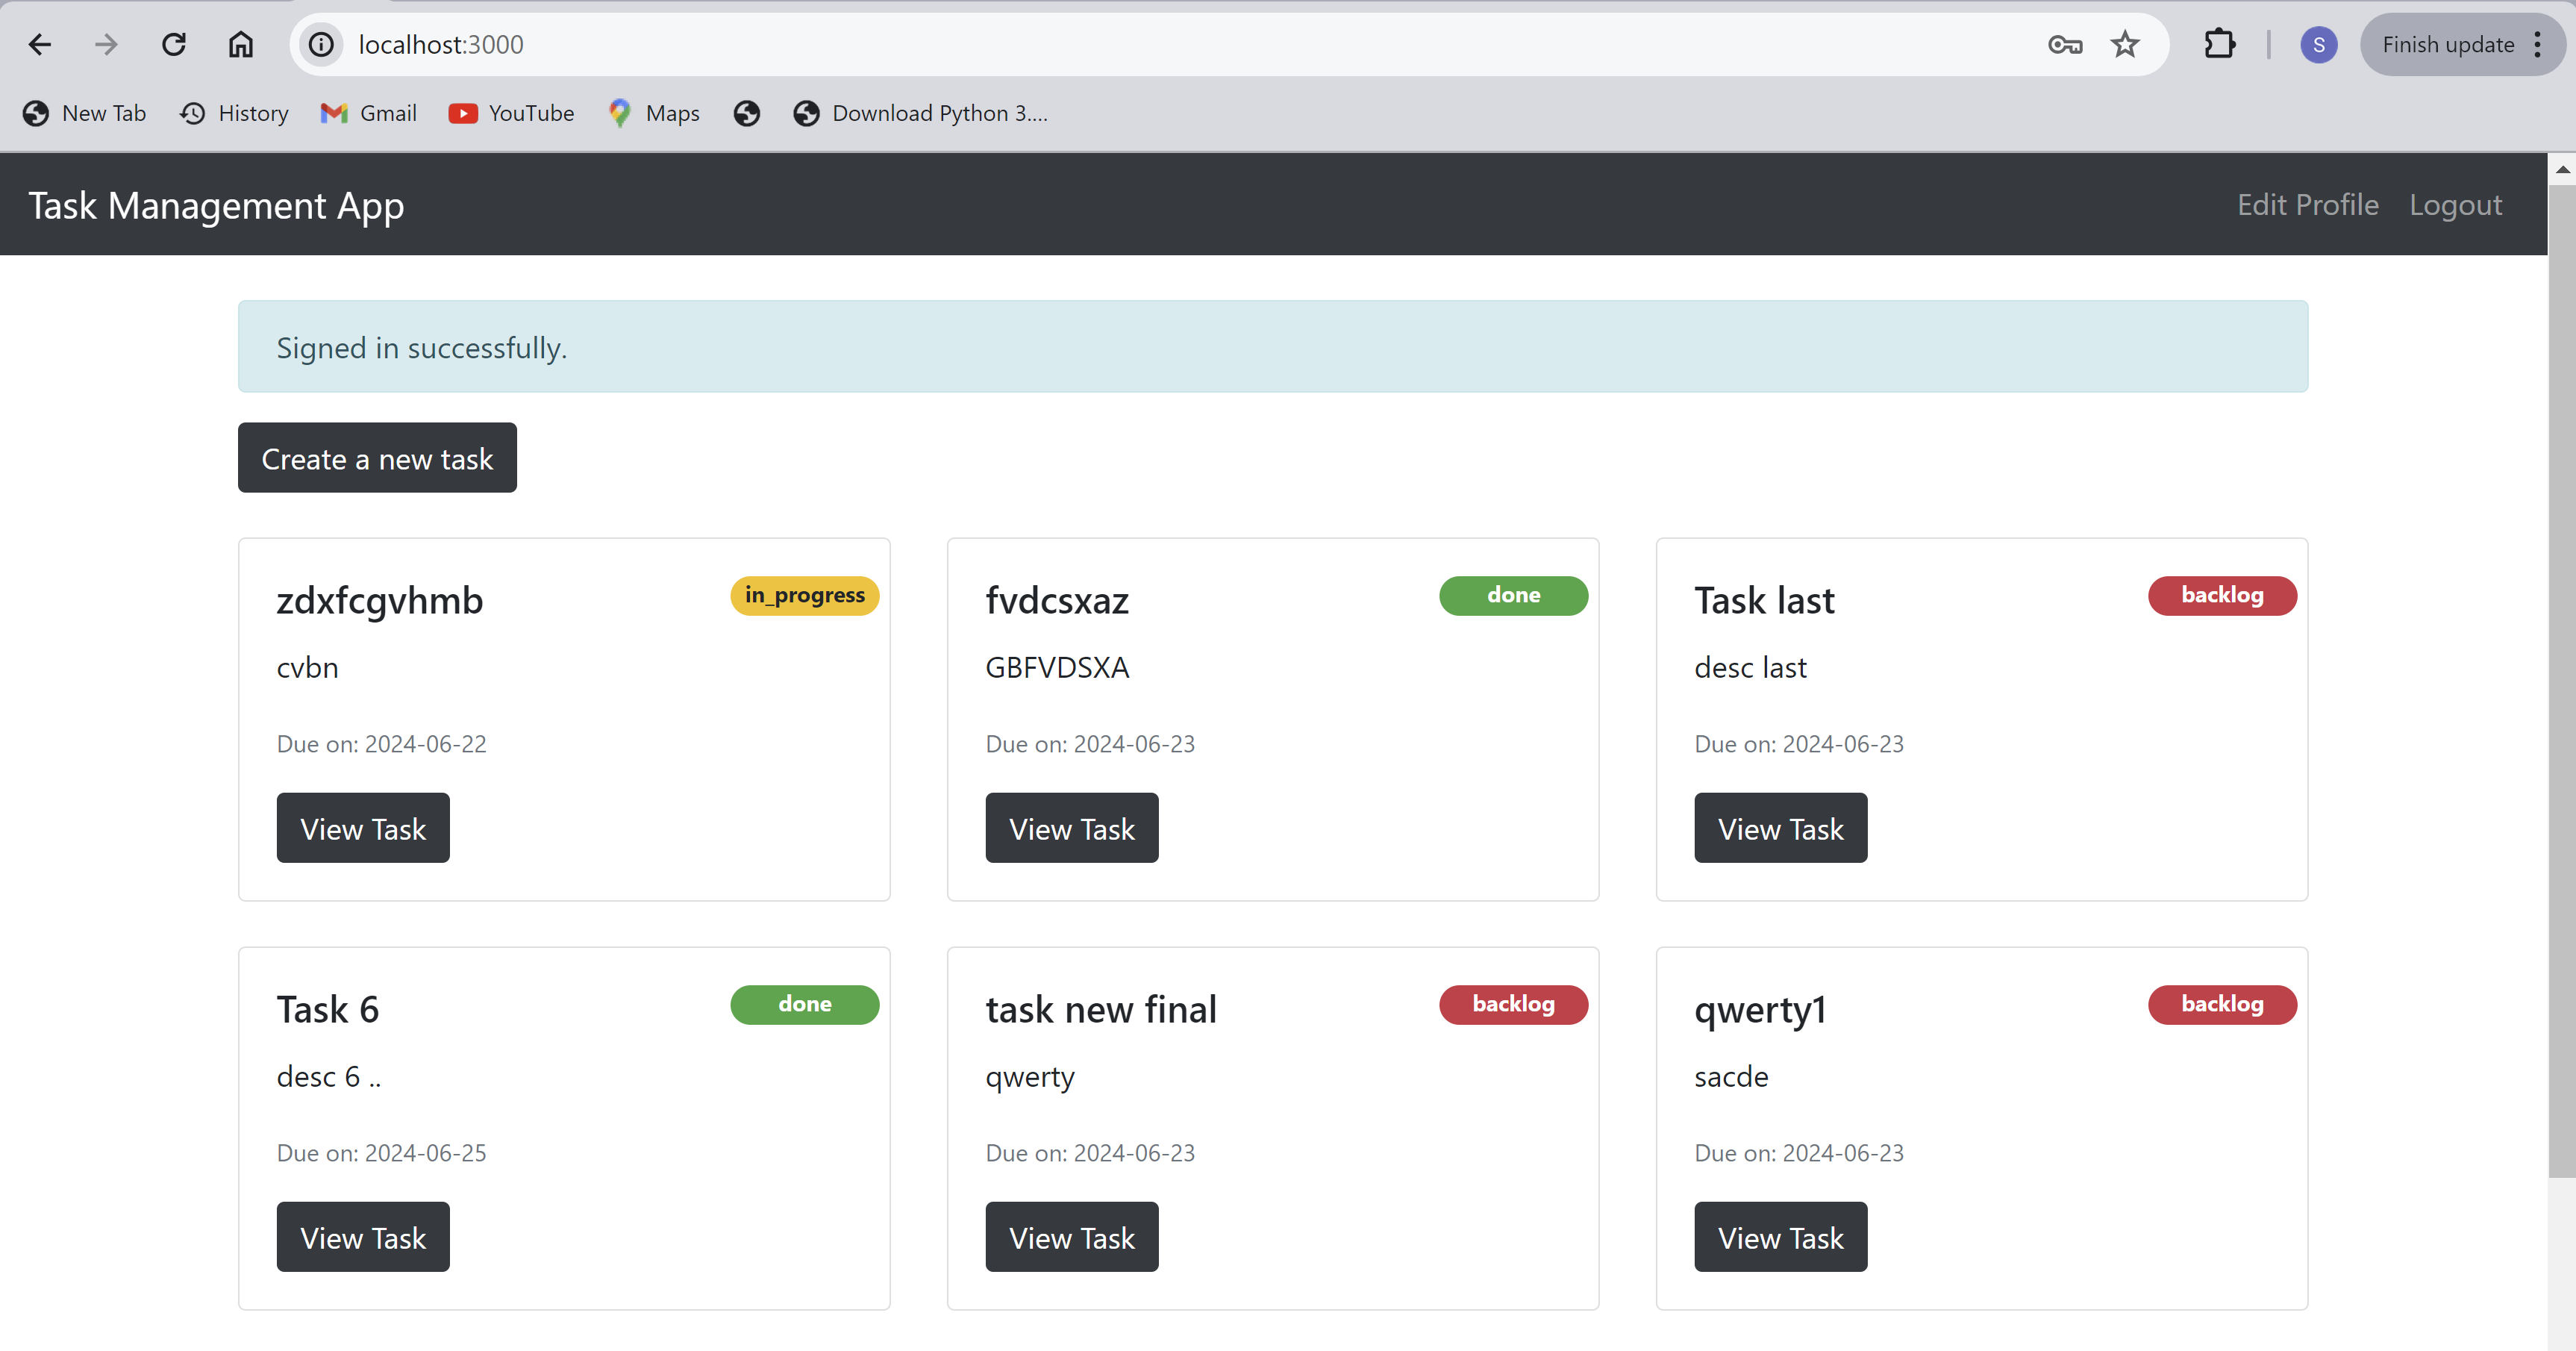 localhost:3000
S
Finish update
New Tab
History
Gmail
YouTube
Maps
Download Python 3....
Task Management App
Edit Profile
Logout
Signed in successfully.
Create a new task
zdxfcgvhmb
in_progress
cvbn
Due on: 2024-06-22
View Task
fvdcsxaz
done
GBFVDSXA
Due on: 2024-06-23
View Task
Task last
backlog
desc last
Due on: 2024-06-23
View Task
Task 6
done
desc 6 ..
Due on: 2024-06-25
View Task
task new final
backlog
qwerty
Due on: 2024-06-23
View Task
qwerty1
backlog
sacde
Due on: 2024-06-23
View Task